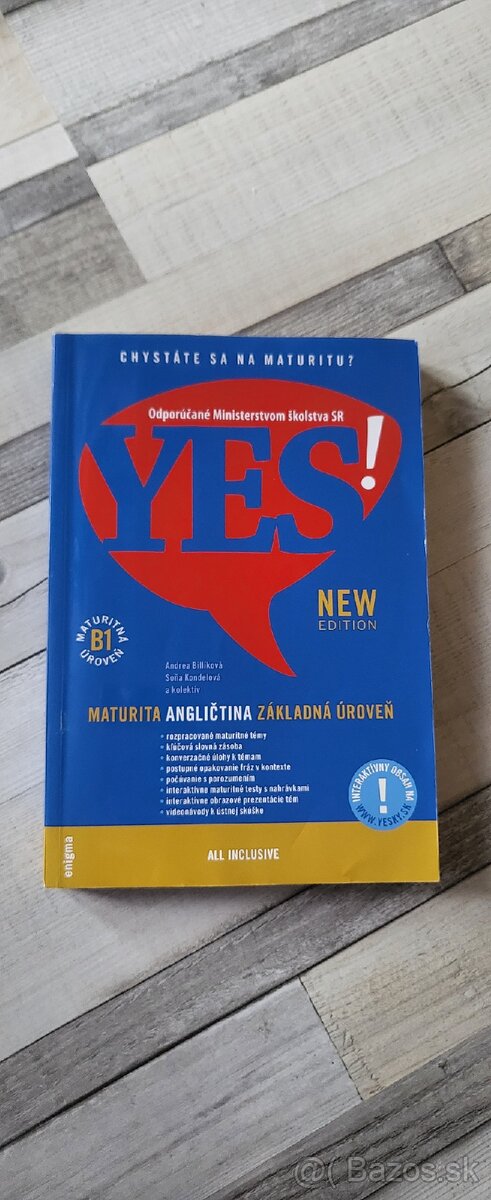 CHYSTÁTE SA NA MATURITU?
Odporúčané Ministerstvom školstva SR
YES!
NEW
EDITION
MATURITNÁ
B1
ÚROVEŇ
Andrea Billíková
Soňa Kondelová
a kolektív
MATURITA ANGLIČTINA ZÁKLADNÁ ÚROVEŇ
• rozpracované maturitné témy
• kľúčová slovná zásoba
• konverzačné úlohy k témam
• postupné opakovanie fráz v kontexte
• počúvanie s porozumením
• interaktívne maturitné testy s nahrávkami
• interaktívne obrazové prezentácie tém
• videonávody k ústnej skúške
INTERAKTÍVNY OBSAH NA
!
WWW.YESKY.SK
enigma
ALL INCLUSIVE
@( Bazos.sk